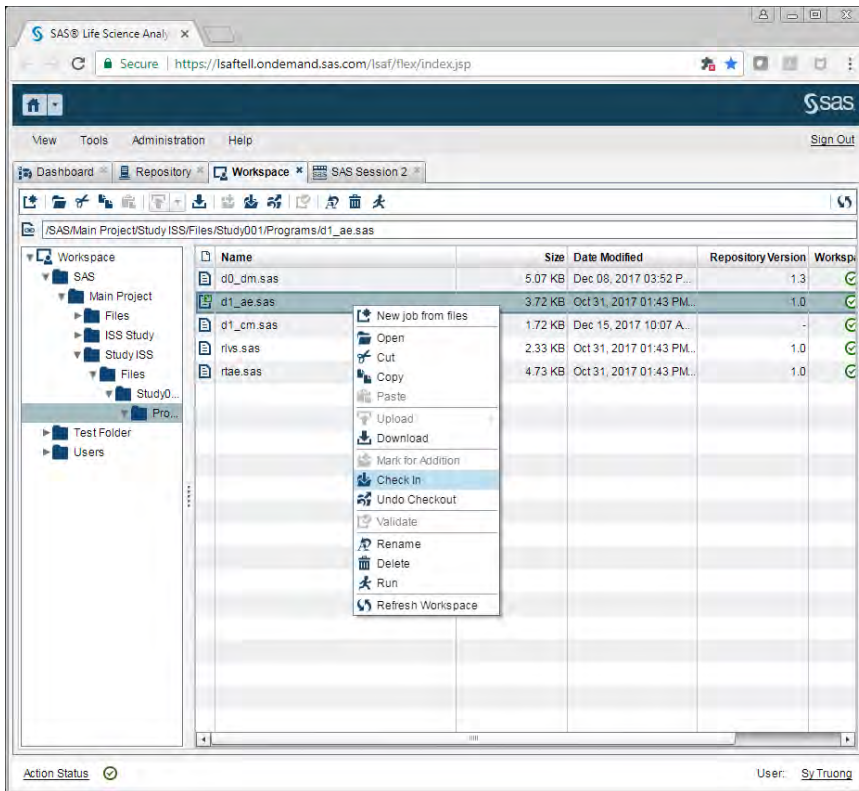 SAS® Life Science Analy
Secure https://lsaftell.ondemand.sas.com/lsaf/flex/index.jsp
sas
View Tools Administration Help Sign Out
Dashboard Repository Workspace SAS Session 2
/SAS/Main Project/Study ISS/Files/Study001/Programs/d1_ae.sas
Workspace
SAS
Main Project
Files
ISS Study
Study ISS
Files
Study0...
Pro...
Test Folder
Users
Name Size Date Modified Repository Version Workspa
d0_dm.sas 5.07 KB Dec 08, 2017 03:52 P... 1.3
d1_ae.sas 3.72 KB Oct 31, 2017 01:43 PM... 1.0
d1_cm.sas 1.72 KB Dec 15, 2017 10:07 A... -
rlvs.sas 2.33 KB Oct 31, 2017 01:43 PM... 1.0
rtae.sas 4.73 KB Oct 31, 2017 01:43 PM... 1.0
New job from files
Open
Cut
Copy
Paste
Upload
Download
Mark for Addition
Check In
Undo Checkout
Validate
Rename
Delete
Run
Refresh Workspace
Action Status User: Sy Truong